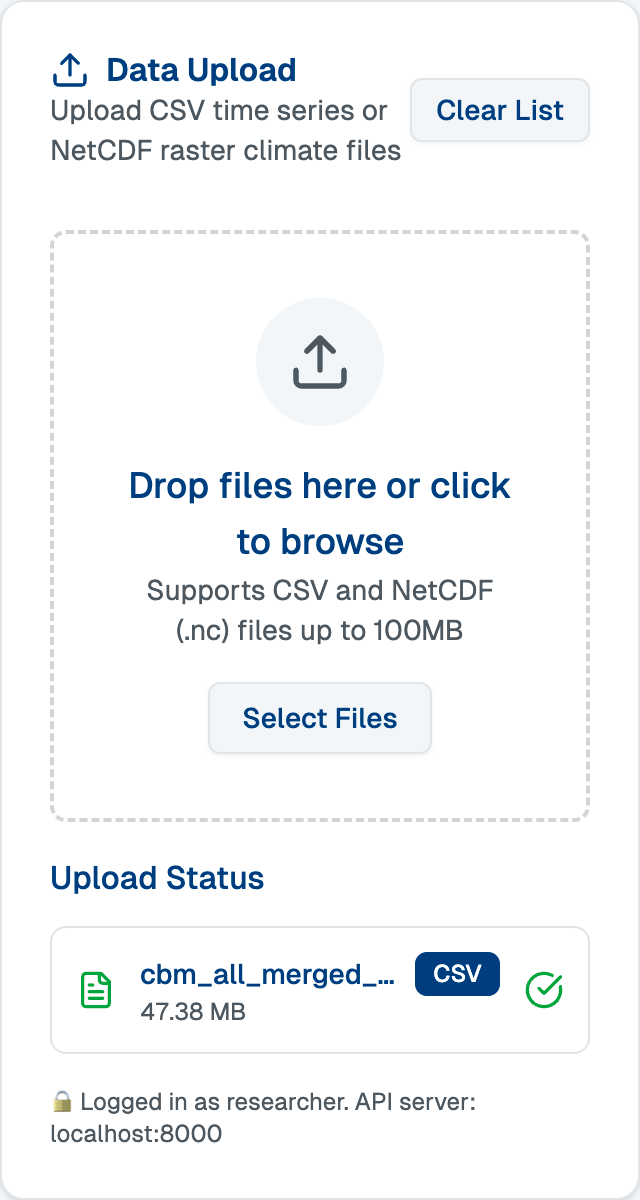 Data Upload
Upload CSV time series or
NetCDF raster climate files
Clear List
Drop files here or click
to browse
Supports CSV and NetCDF
(.nc) files up to 100MB
Select Files
Upload Status
cbm_all_merged_...
CSV
47.38 MB
🔒 Logged in as researcher. API server:
localhost:8000